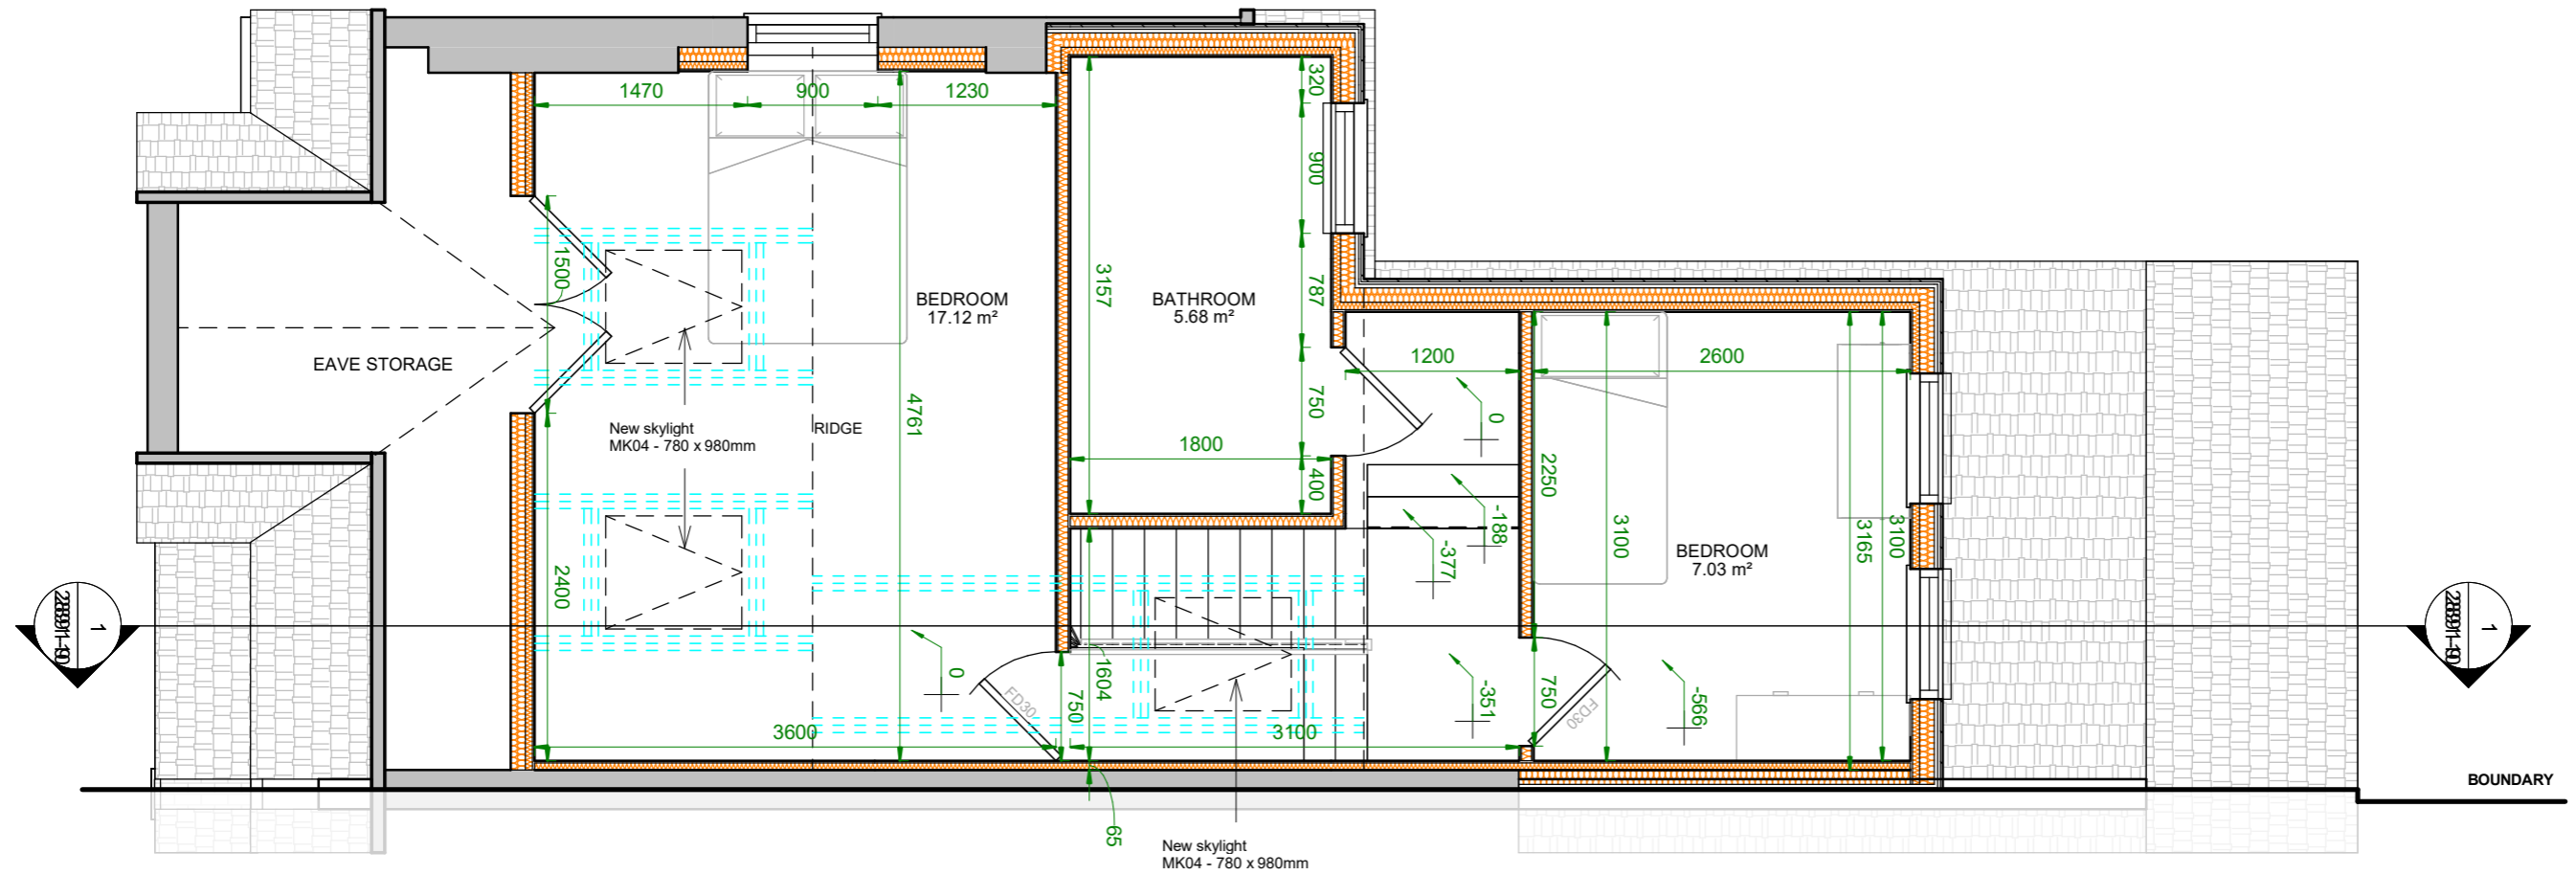 1470
900
1230
320
900
1500
3157
787
BEDROOM
17.12 m²
BATHROOM
5.68 m²
EAVE STORAGE
1200
2600
750
0
4761
New skylight
MK04 - 780 x 980mm
RIDGE
1800
400
2250
-188
-377
3100
3165
3100
BEDROOM
7.03 m²
2400
1
1
0
1604
750
FD30
-351
750
FD30
-566
3600
3100
65
BOUNDARY
New skylight
MK04 - 780 x 980mm